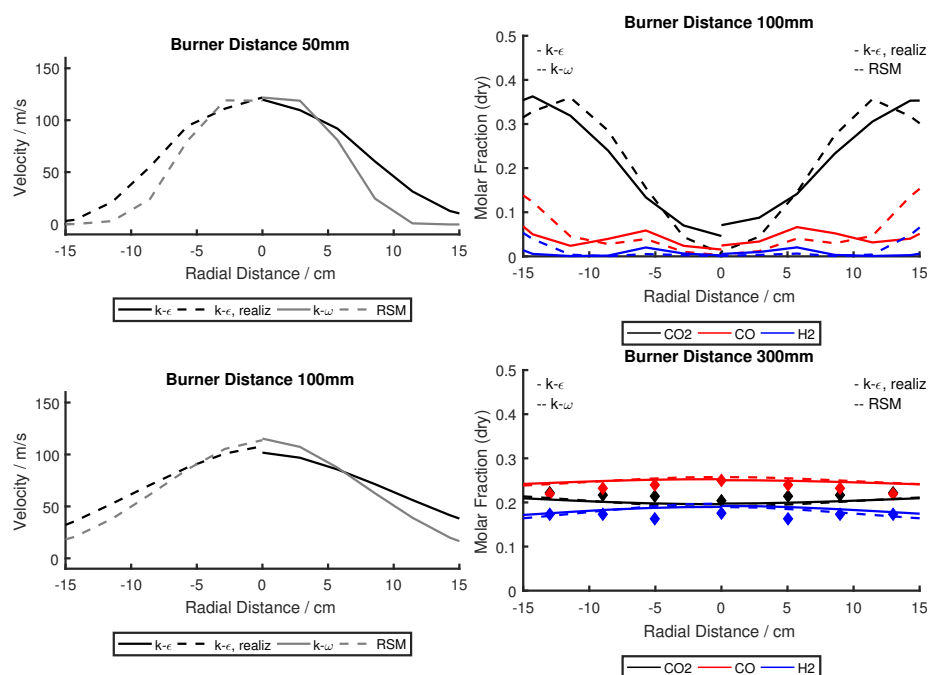 Burner Distance 50mm
Velocity / m/s
150
100
50
0
-15 -10 -5 0 5 10 15
Radial Distance / cm
k-ϵ k-ϵ, realiz k-ω RSM
Burner Distance 100mm
Molar Fraction (dry)
0.5
0.4
0.3
0.2
0.1
0
- k-ϵ - k-ϵ, realiz
-- k-ω -- RSM
-15 -10 -5 0 5 10 15
Radial Distance / cm
CO2 CO H2
Burner Distance 100mm
Velocity / m/s
150
100
50
0
-15 -10 -5 0 5 10 15
Radial Distance / cm
k-ϵ k-ϵ, realiz k-ω RSM
Burner Distance 300mm
Molar Fraction (dry)
0.5
0.4
0.3
0.2
0.1
0
- k-ϵ - k-ϵ, realiz
-- k-ω -- RSM
-15 -10 -5 0 5 10 15
Radial Distance / cm
CO2 CO H2